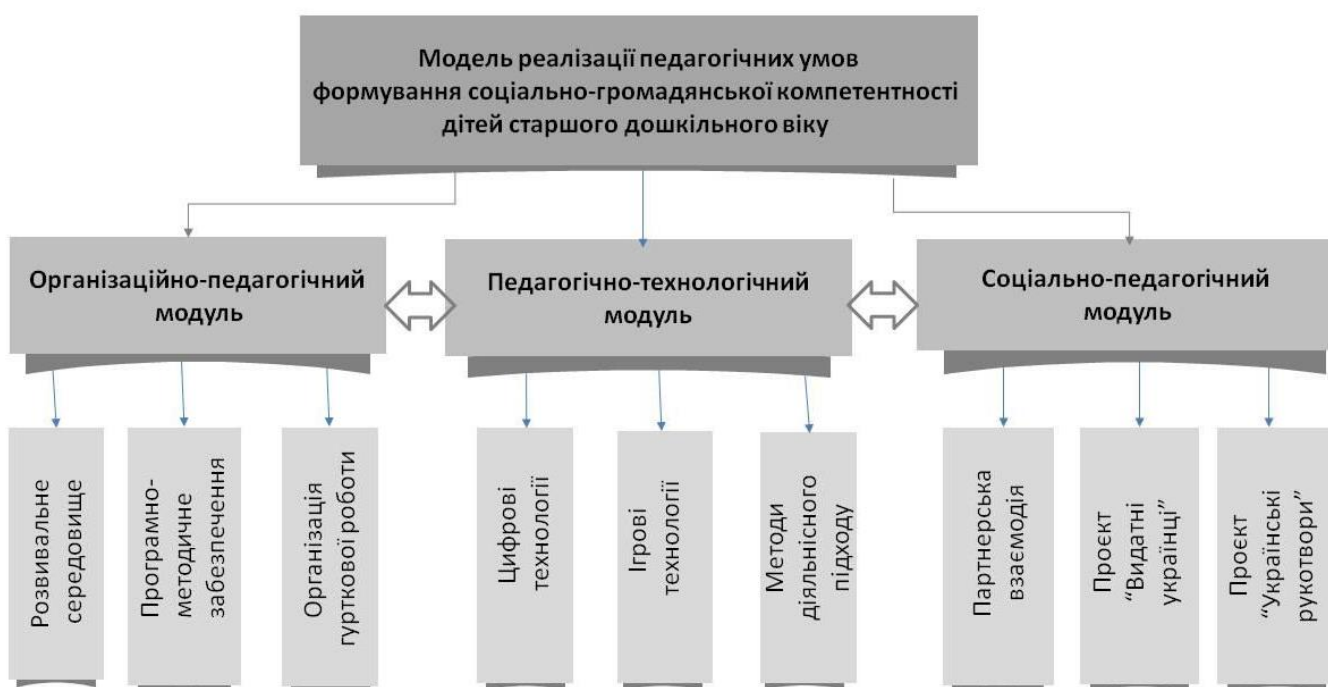 Модель реалізації педагогічних умов
формування соціально-громадянської компетентності
дітей старшого дошкільного віку
Організаційно-педагогічний
модуль
Педагогічно-технологічний
модуль
Соціально-педагогічний
модуль
Розвивальне
середовище
Програмно-
методичне
забезпечення
Організація
гурткової роботи
Цифрові
технології
Ігрові
технології
Методи
діяльнісного
підходу
Партнерська
взаємодія
Проєкт
“Видатні
українці”
Проєкт
“Українські
рукотвори”